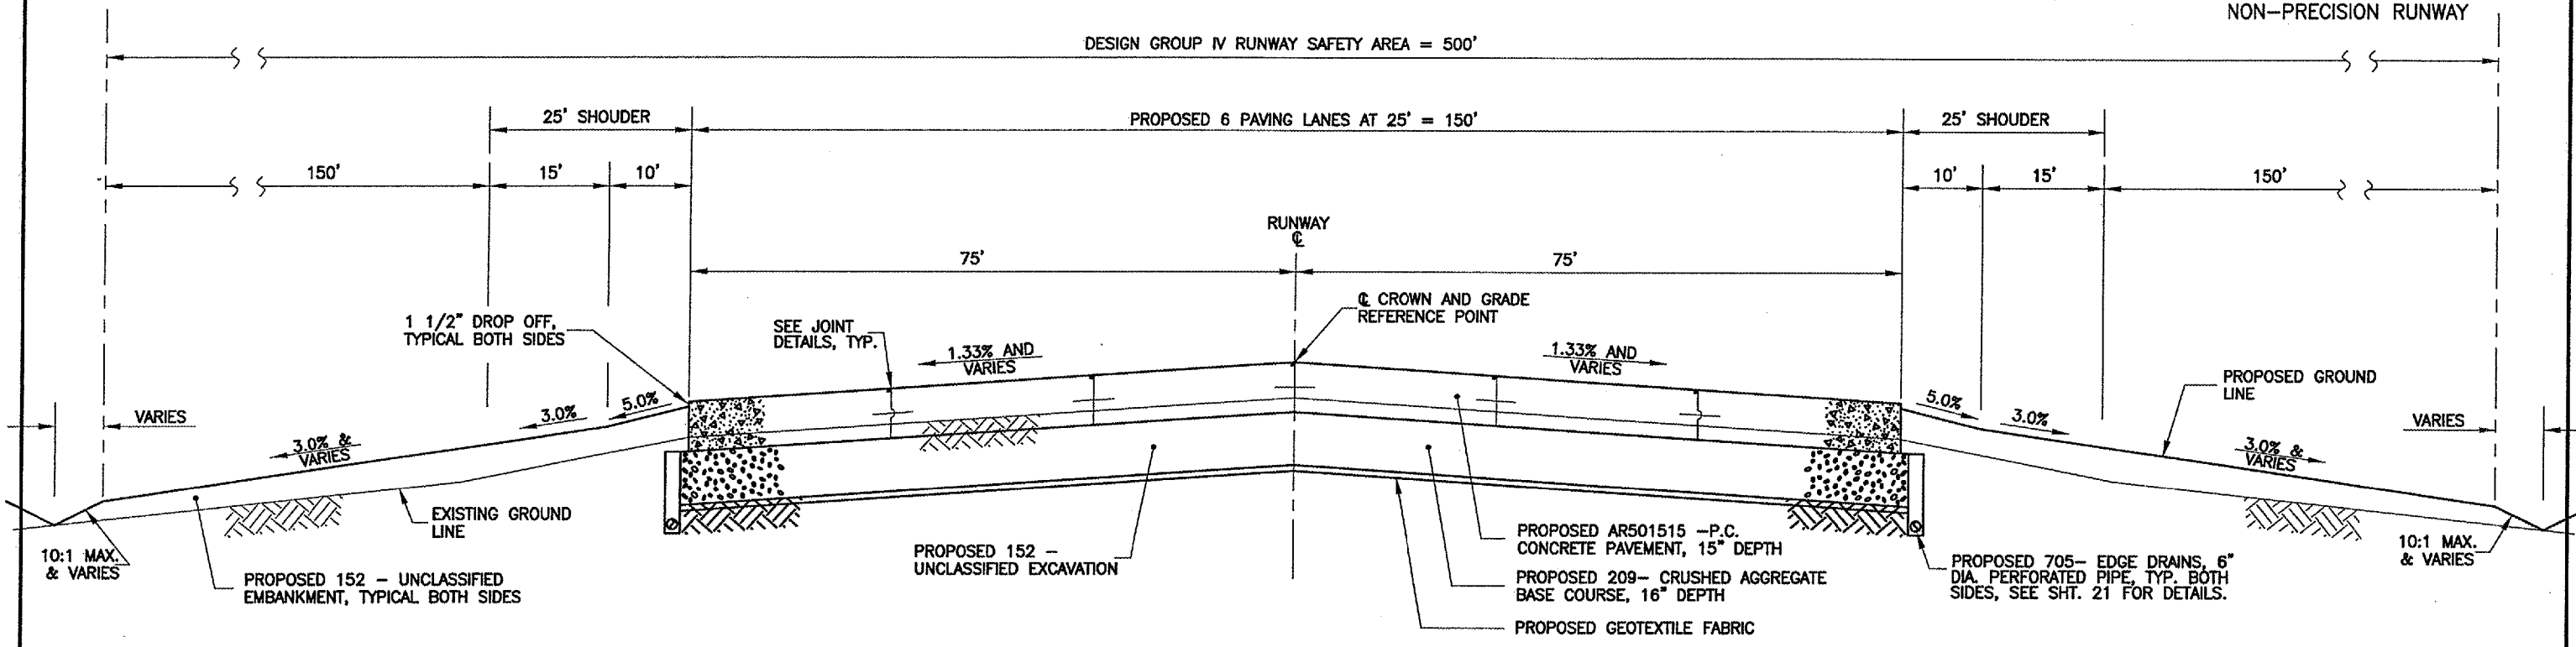 NON-PRECISION RUNWAY
DESIGN GROUP IV RUNWAY SAFETY AREA = 500'
25' SHOUDER
PROPOSED 6 PAVING LANES AT 25' = 150'
25' SHOUDER
150'
15'
10'
10'
15'
150'
RUNWAY
℄
75'
75'
1 1/2" DROP OFF,
TYPICAL BOTH SIDES
SEE JOINT
DETAILS, TYP.
℄ CROWN AND GRADE
REFERENCE POINT
1.33% AND
VARIES
1.33% AND
VARIES
PROPOSED GROUND
LINE
VARIES
3.0%
5.0%
5.0%
3.0%
VARIES
3.0% &
VARIES
3.0% &
VARIES
EXISTING GROUND
LINE
10:1 MAX.
& VARIES
PROPOSED 152 - UNCLASSIFIED
EMBANKMENT, TYPICAL BOTH SIDES
PROPOSED 152 -
UNCLASSIFIED EXCAVATION
PROPOSED AR501515 -P.C.
CONCRETE PAVEMENT, 15" DEPTH
PROPOSED 209- CRUSHED AGGREGATE
BASE COURSE, 16" DEPTH
PROPOSED GEOTEXTILE FABRIC
PROPOSED 705- EDGE DRAINS, 6"
DIA. PERFORATED PIPE, TYP. BOTH
SIDES, SEE SHT. 21 FOR DETAILS.
10:1 MAX.
& VARIES